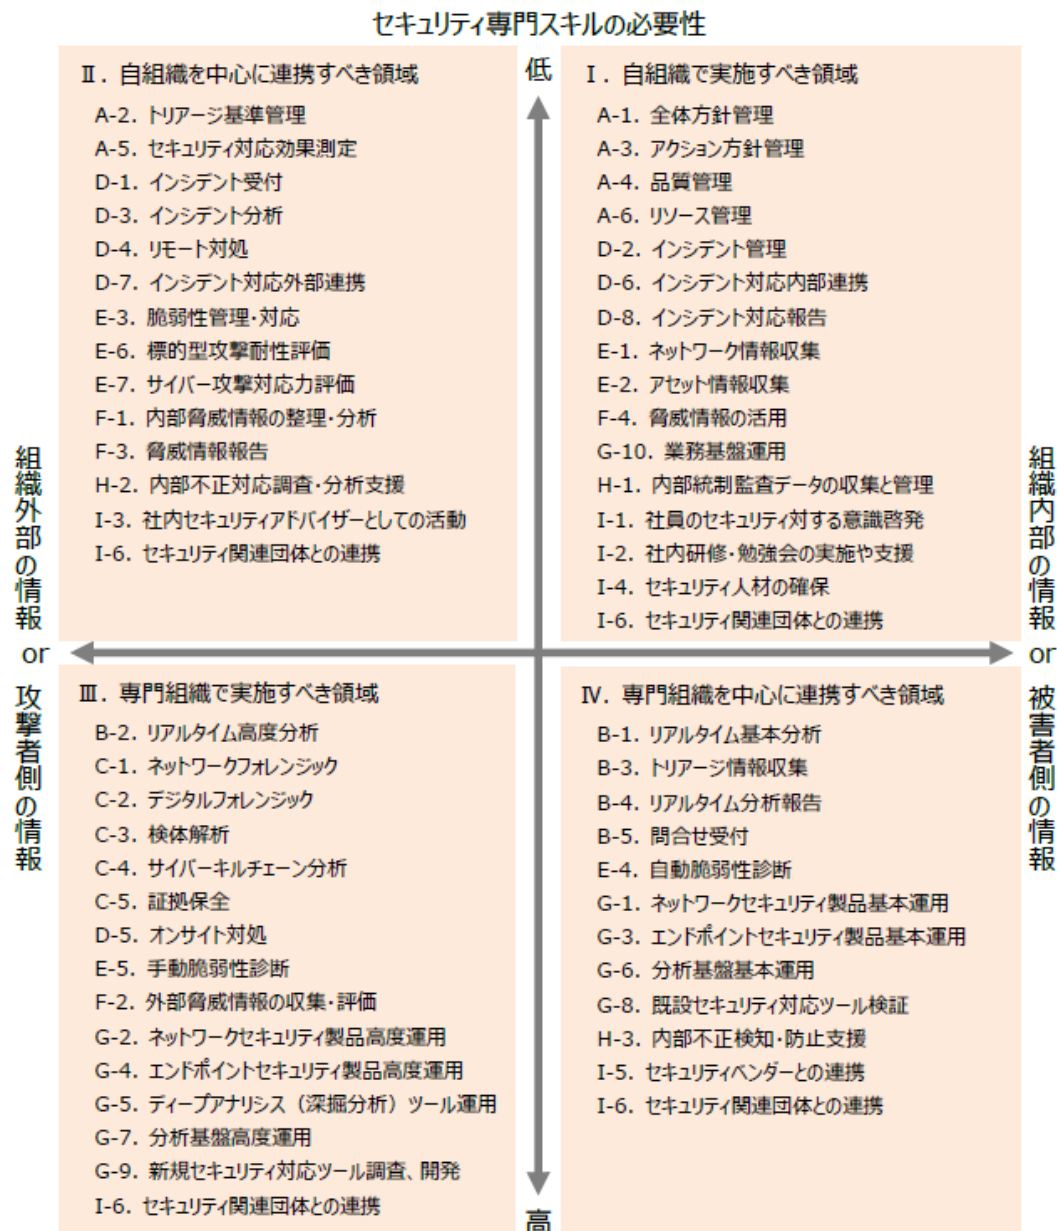 セキュリティ専門スキルの必要性
低
Ⅱ. 自組織を中心に連携すべき領域
A-2. トリアージ基準管理
A-5. セキュリティ対応効果測定
D-1. インシデント受付
D-3. インシデント分析
D-4. リモート対処
D-7. インシデント対応外部連携
E-3. 脆弱性管理・対応
E-6. 標的型攻撃耐性評価
E-7. サイバー攻撃対応力評価
F-1. 内部脅威情報の整理・分析
F-3. 脅威情報報告
H-2. 内部不正対応調査・分析支援
I-3. 社内セキュリティアドバイザーとしての活動
I-6. セキュリティ関連団体との連携
Ⅰ. 自組織で実施すべき領域
A-1. 全体方針管理
A-3. アクション方針管理
A-4. 品質管理
A-6. リソース管理
D-2. インシデント管理
D-6. インシデント対応内部連携
D-8. インシデント対応報告
E-1. ネットワーク情報収集
E-2. アセット情報収集
F-4. 脅威情報の活用
G-10. 業務基盤運用
H-1. 内部統制監査データの収集と管理
I-1. 社員のセキュリティ対する意識啓発
I-2. 社内研修・勉強会の実施や支援
I-4. セキュリティ人材の確保
I-6. セキュリティ関連団体との連携
組織外部の情報
or
攻撃者側の情報
組織内部の情報
or
被害者側の情報
Ⅲ. 専門組織で実施すべき領域
B-2. リアルタイム高度分析
C-1. ネットワークフォレンジック
C-2. デジタルフォレンジック
C-3. 検体解析
C-4. サイバーキルチェーン分析
C-5. 証拠保全
D-5. オンサイト対処
E-5. 手動脆弱性診断
F-2. 外部脅威情報の収集・評価
G-2. ネットワークセキュリティ製品高度運用
G-4. エンドポイントセキュリティ製品高度運用
G-5. ディープアナリシス（深掘分析）ツール運用
G-7. 分析基盤高度運用
G-9. 新規セキュリティ対応ツール調査、開発
I-6. セキュリティ関連団体との連携
Ⅳ. 専門組織を中心に連携すべき領域
B-1. リアルタイム基本分析
B-3. トリアージ情報収集
B-4. リアルタイム分析報告
B-5. 問合せ受付
E-4. 自動脆弱性診断
G-1. ネットワークセキュリティ製品基本運用
G-3. エンドポイントセキュリティ製品基本運用
G-6. 分析基盤基本運用
G-8. 既設セキュリティ対応ツール検証
H-3. 内部不正検知・防止支援
I-5. セキュリティベンダーとの連携
I-6. セキュリティ関連団体との連携
高